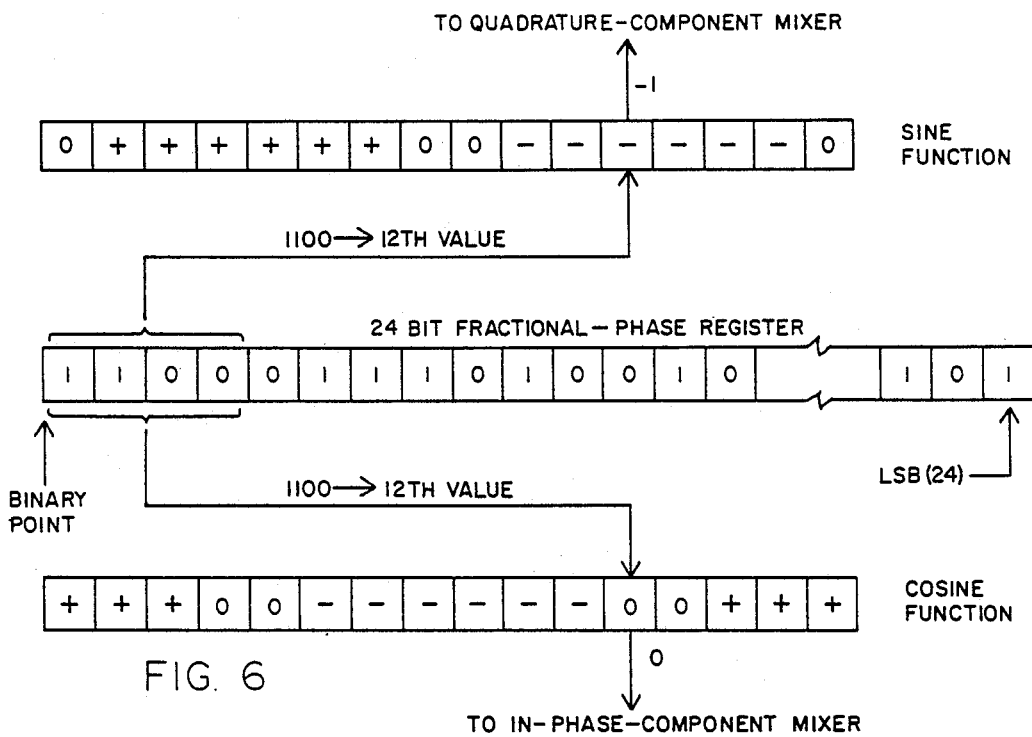 TO QUADRATURE-COMPONENT MIXER
-1
0 + + + + + + 0 0 - - - - - - 0
SINE
FUNCTION
1100→12TH VALUE
24 BIT FRACTIONAL-PHASE REGISTER
1 1 0 0 0 1 1 1 0 1 0 0 1 0 1 0 1
BINARY
POINT
1100→12TH VALUE
LSB (24)
+ + + 0 0 - - - - - - 0 0 + + +
COSINE
FUNCTION
0
FIG. 6
TO IN-PHASE-COMPONENT MIXER